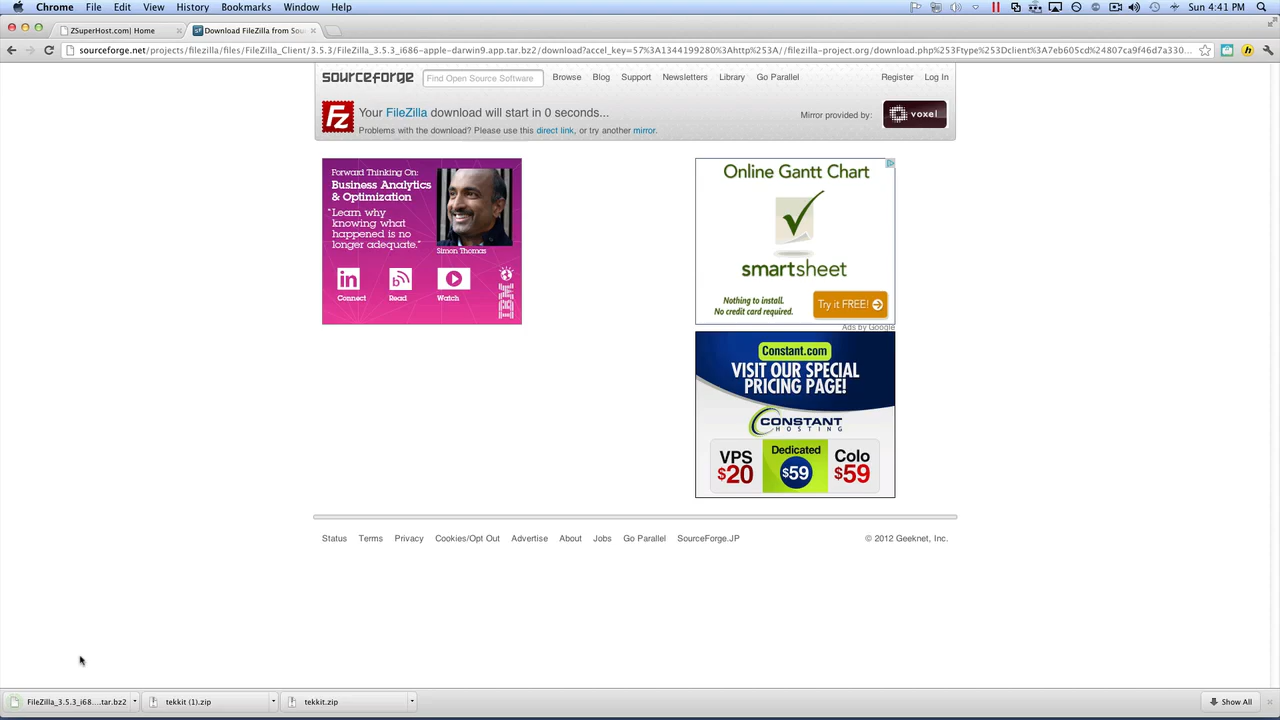 Chrome File Edit View History Bookmarks Window Help Sun 4:41 PM
ZSuperHost.com| Home
Download FileZilla from Sou
sourceforge.net/projects/filezilla/files/FileZilla_Client/3.5.3/FileZilla_3.5.3_i686-apple-darwin9.app.tar.bz2/download?accel_key=57%3A1344199280%3Ahttp%253A//filezilla-project.org/download.php%253Ftype%253Dclient%3A7eb605cd%24807ca9f46d7a330...
sourceforge Find Open Source Software Browse Blog Support Newsletters Library Go Parallel Register Log In
Fz
Your FileZilla download will start in 0 seconds...
Problems with the download? Please use this direct link, or try another mirror.
Mirror provided by: voxel
Forward Thinking On:
Business Analytics
& Optimization
"Learn why
knowing what
happened is no
longer adequate."
Simon Thomas
in
Connect Read Watch
IBM
Online Gantt Chart
smartsheet
Nothing to install.
No credit card required.
Try it FREE!
Ads by Google
Constant.com
VISIT OUR SPECIAL
PRICING PAGE!
CONSTANT
HOSTING
VPS
$20
Dedicated
$59
Colo
$59
Status Terms Privacy Cookies/Opt Out Advertise About Jobs Go Parallel SourceForge.JP © 2012 Geeknet, Inc.
FileZilla_3.5.3_i68....tar.bz2 tekkit (1).zip tekkit.zip Show All